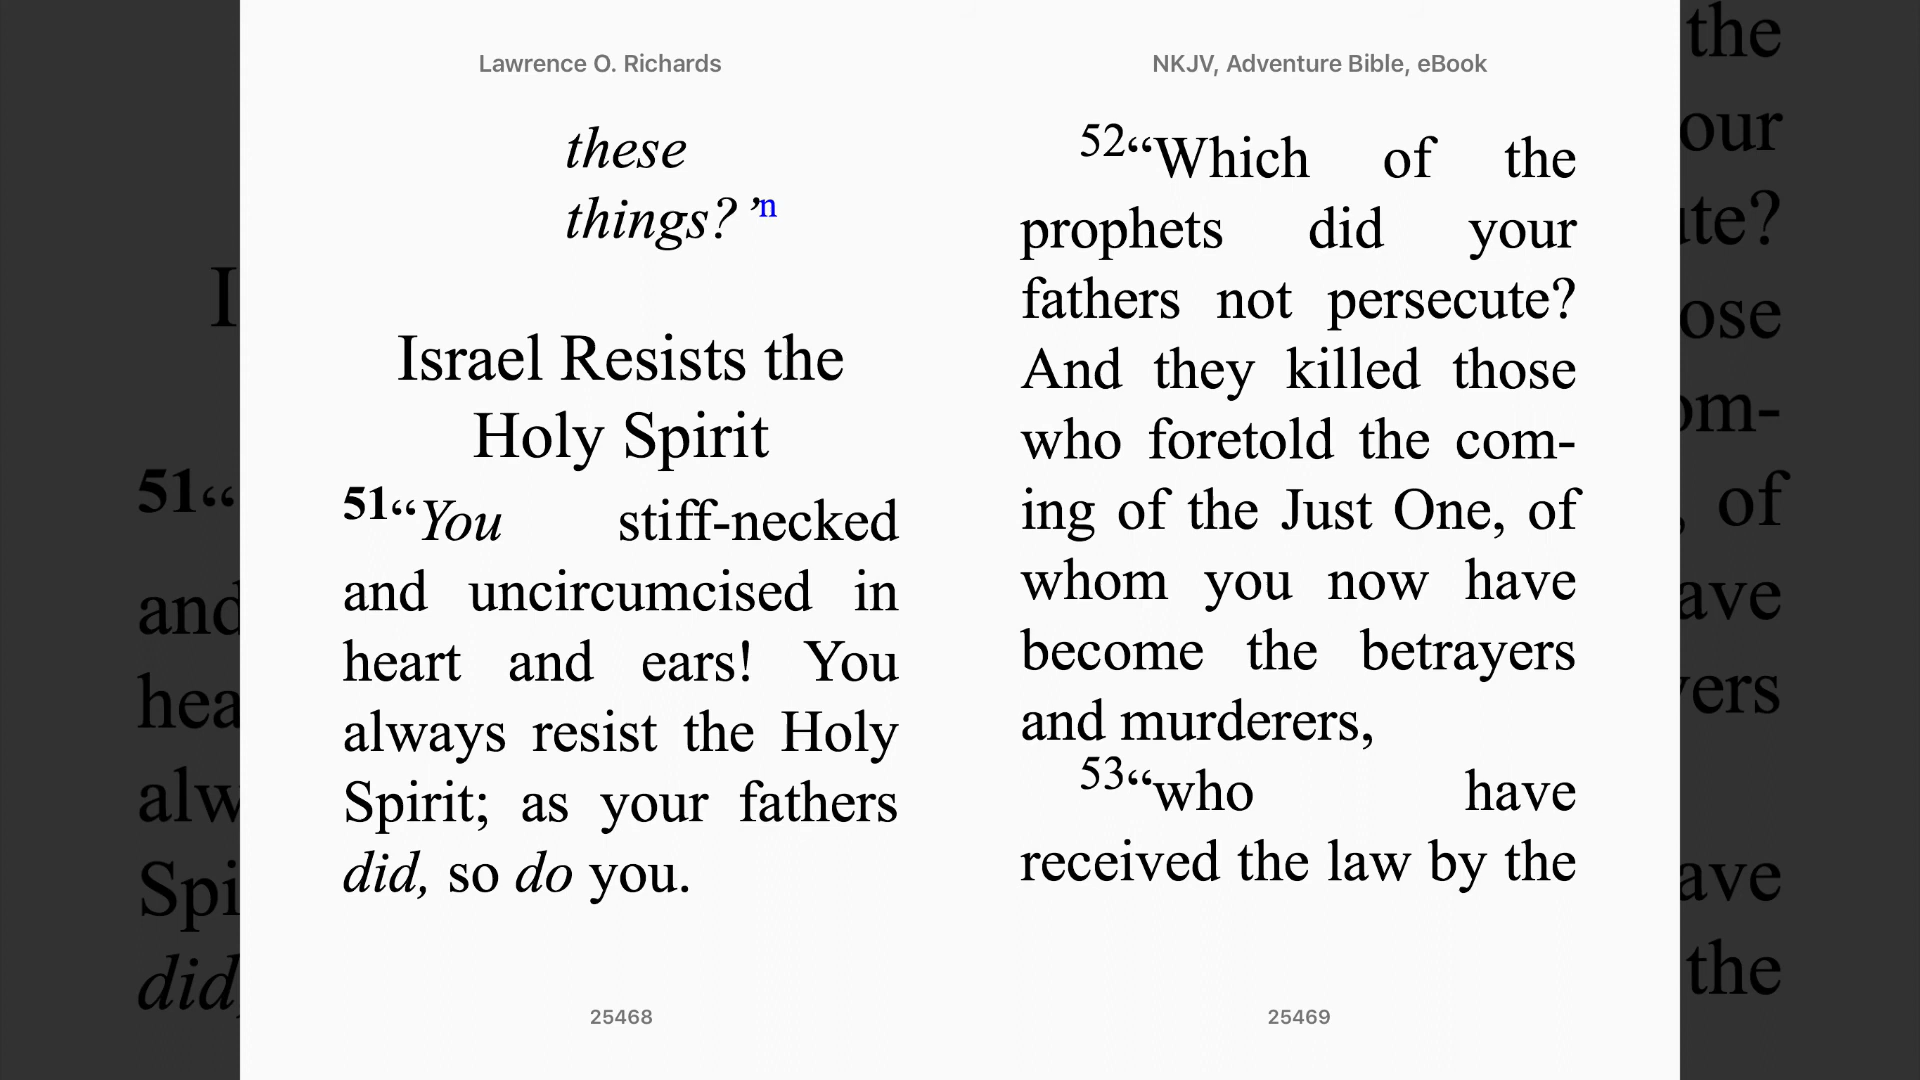 Lawrence O. Richards
these
things? ’n
Israel Resists the
Holy Spirit
51“You stiff-necked
and uncircumcised in
heart and ears! You
always resist the Holy
Spirit; as your fathers
did, so do you.
25468
NKJV, Adventure Bible, eBook
52“Which of the
prophets did your
fathers not persecute?
And they killed those
who foretold the com-
ing of the Just One, of
whom you now have
become the betrayers
and murderers,
53“who have
received the law by the
25469